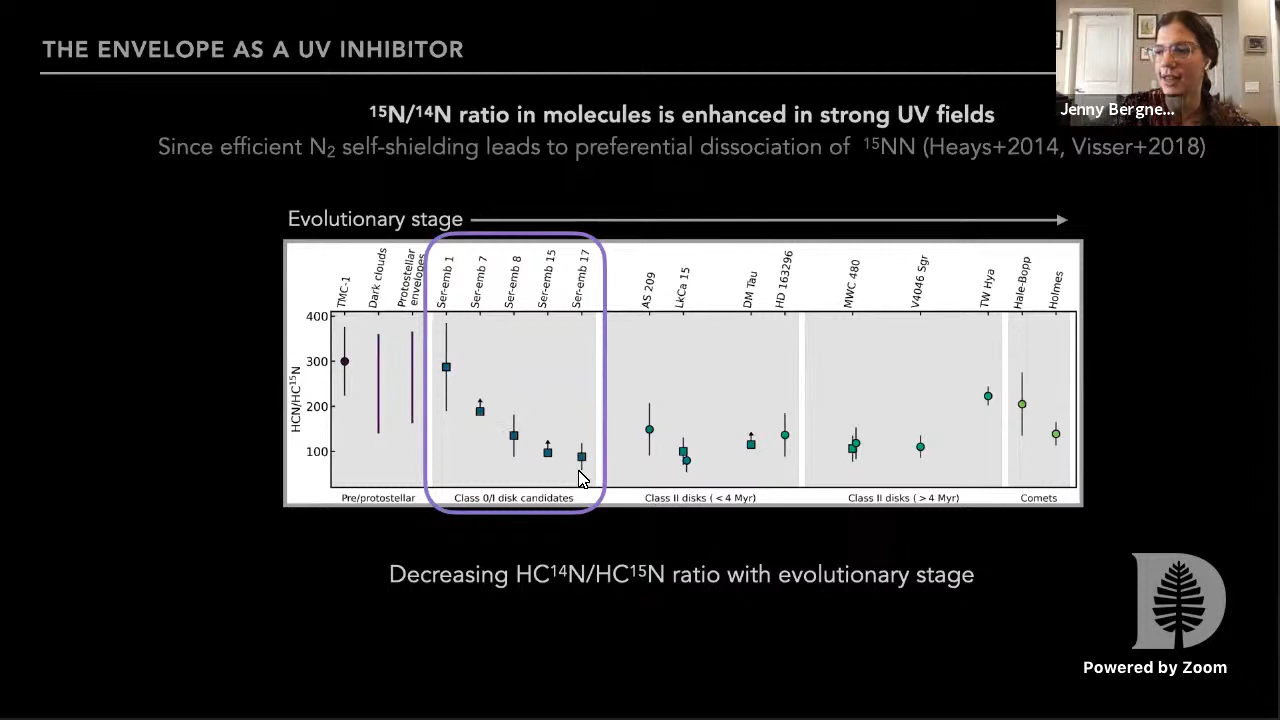 THE ENVELOPE AS A UV INHIBITOR
Jenny Bergne...
¹⁵N/¹⁴N ratio in molecules is enhanced in strong UV fields
Since efficient N₂ self-shielding leads to preferential dissociation of ¹⁵NN (Heays+2014, Visser+2018)
Evolutionary stage
TMC-1
Dark clouds
Protostellar
envelopes
Ser-emb 1
Ser-emb 7
Ser-emb 8
Ser-emb 15
Ser-emb 17
AS 209
LkCa 15
DM Tau
HD 163296
MWC 480
V4046 Sgr
TW Hya
Hale-Bopp
Holmes
HCN/HC¹⁵N
400
300
200
100
Pre/protostellar
Class 0/I disk candidates
Class II disks (<4 Myr)
Class II disks (>4 Myr)
Comets
Decreasing HC¹⁴N/HC¹⁵N ratio with evolutionary stage
D
Powered by Zoom